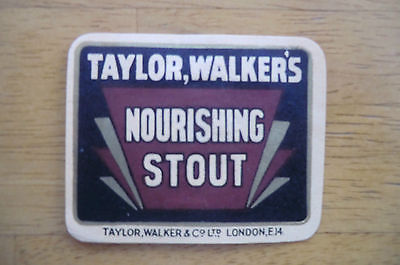 TAYLOR, WALKER'S
NOURISHING
STOUT
TAYLOR, WALKER & CO LTD LONDON, E.14.